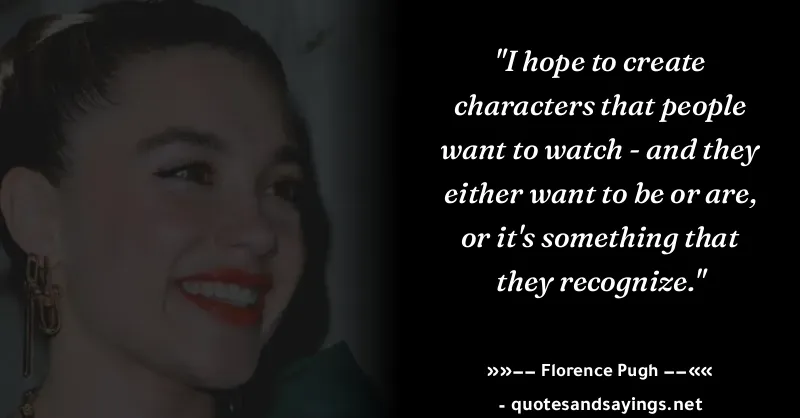 "I hope to create
characters that people
want to watch - and they
either want to be or are,
or it's something that
they recognize."
»»–– Florence Pugh ––««
- quotesandsayings.net